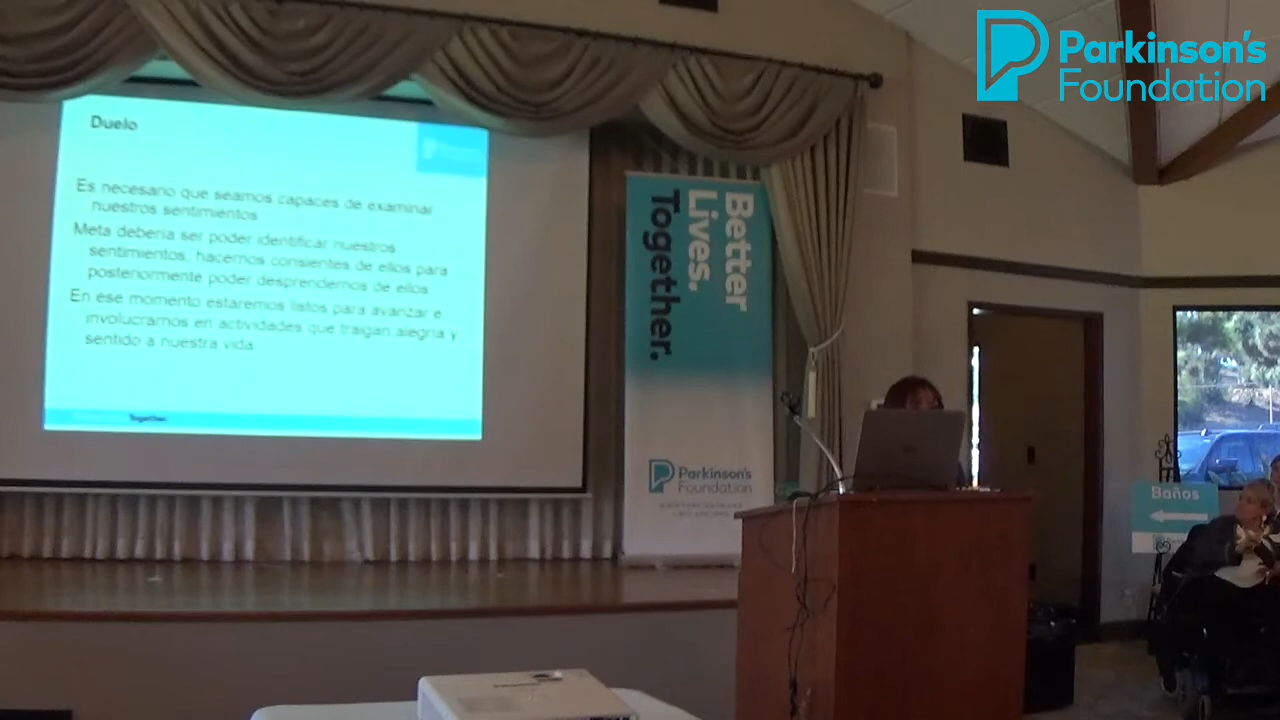 Parkinson's
Foundation
Duelo
Es necesario que seamos capaces de examinar
nuestros sentimientos
Meta debería ser poder identificar nuestros
sentimientos, hacernos consientes de ellos para
posteriormente poder desprendernos de ellos
En ese momento estaremos listos para avanzar e
involucrarnos en actividades que traigan alegría y
sentido a nuestra vida
Better
Lives.
Together.
Parkinson's
Foundation
Baños